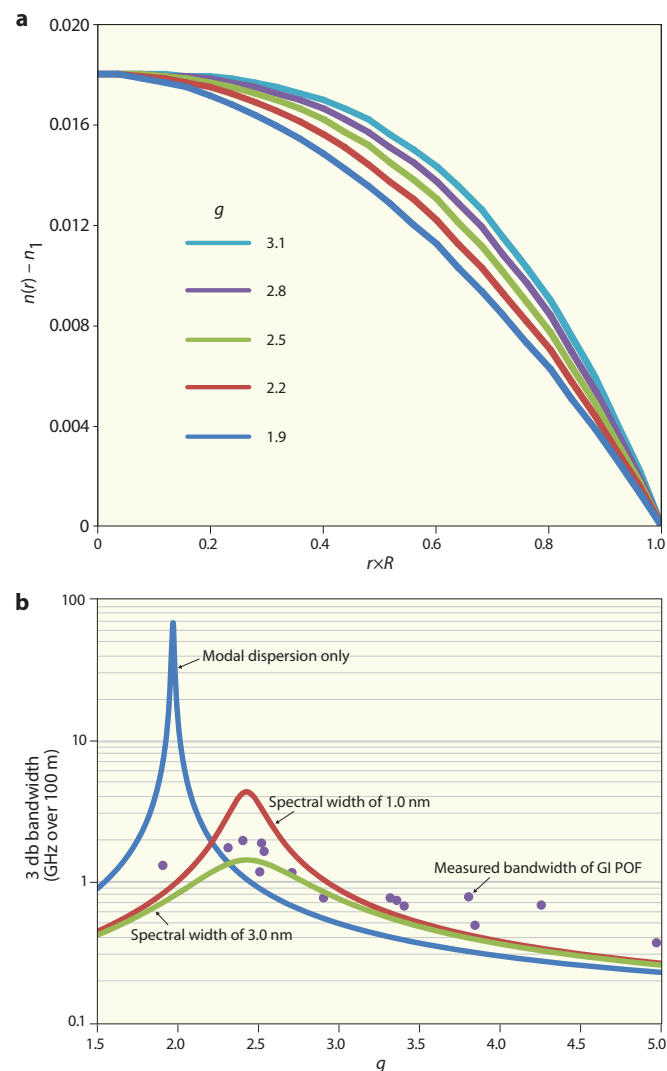 a
0.020
0.016
0.012
0.008
0.004
0
n(r) – n1
g
3.1
2.8
2.5
2.2
1.9
0 0.2 0.4 0.6 0.8 1.0
r×R
b
100
10
1
0.1
3 db bandwidth
(GHz over 100 m)
Modal dispersion only
Spectral width of 1.0 nm
Measured bandwidth of GI POF
Spectral width of 3.0 nm
1.5 2.0 2.5 3.0 3.5 4.0 4.5 5.0
g